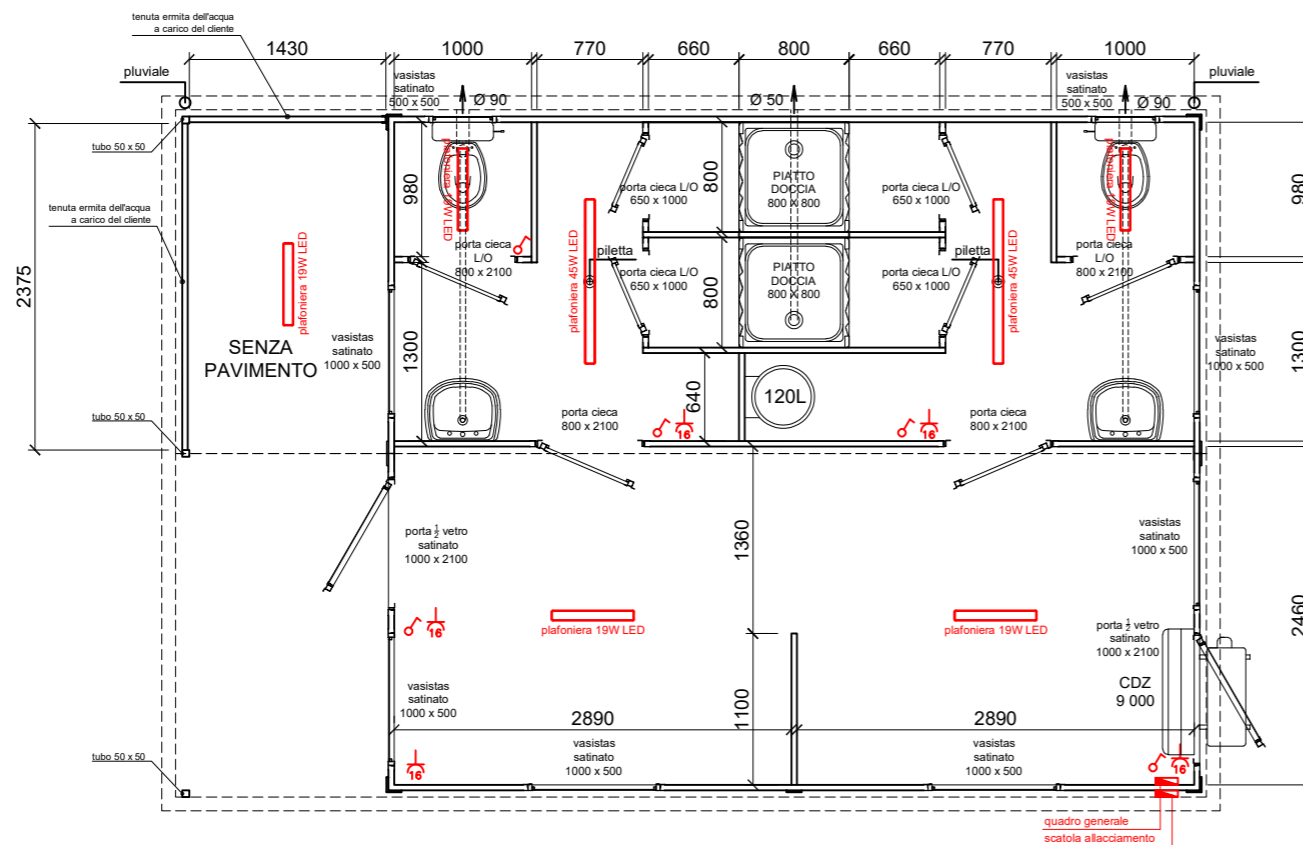 tenuta ermita dell'acqua
a carico del cliente
1430
1000
770
660
800
660
770
1000
pluviale
vasistas
satinato
500 x 500
Ø 90
Ø 50
vasistas
satinato
500 x 500
Ø 90
pluviale
tubo 50 x 50
tenuta ermita dell'acqua
a carico del cliente
2375
plafoniera 19W LED
SENZA
PAVIMENTO
tubo 50 x 50
tubo 50 x 50
980
1300
plafoniera 19W LED
porta cieca
L/O
800 x 2100
vasistas
satinato
1000 x 500
plafoniera 45W LED
piletta
porta cieca L/O
650 x 1000
porta cieca L/O
650 x 1000
800
800
640
PIATTO
DOCCIA
800 x 800
PIATTO
DOCCIA
800 x 800
120L
porta cieca L/O
650 x 1000
porta cieca L/O
650 x 1000
piletta
plafoniera 45W LED
plafoniera 19W LED
porta cieca
L/O
800 x 2100
vasistas
satinato
1000 x 500
980
1300
2460
porta cieca
800 x 2100
16
16
porta cieca
800 x 2100
porta ½ vetro
satinato
1000 x 2100
1360
1100
vasistas
satinato
1000 x 500
plafoniera 19W LED
plafoniera 19W LED
16
porta ½ vetro
satinato
1000 x 2100
CDZ
9 000
vasistas
satinato
1000 x 500
2890
2890
vasistas
satinato
1000 x 500
vasistas
satinato
1000 x 500
16
16
quadro generale
scatola allacciamento